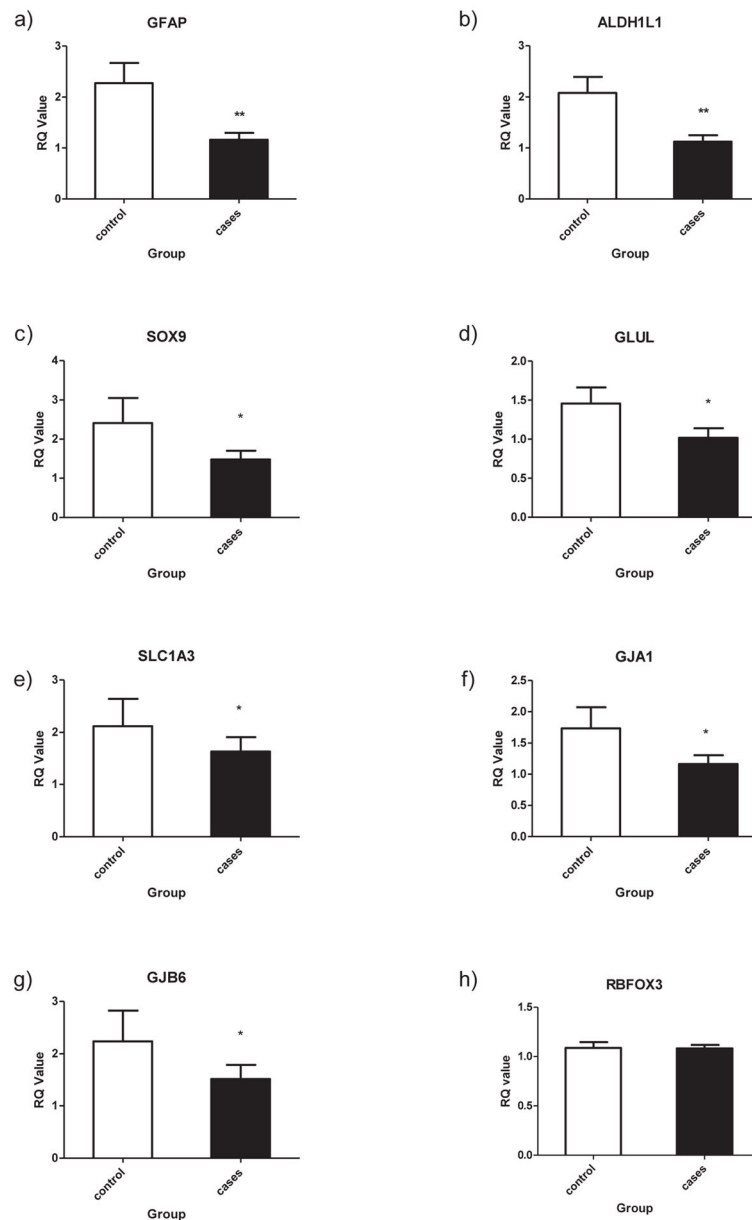 a)
GFAP
3
2
1
0
RQ Value
**
control
cases
Group
b)
ALDH1L1
3
2
1
0
RQ Value
**
control
cases
Group
c)
SOX9
4
3
2
1
0
RQ Value
*
control
cases
Group
d)
GLUL
2.0
1.5
1.0
0.5
0.0
RQ Value
*
control
cases
Group
e)
SLC1A3
3
2
1
0
RQ Value
*
control
cases
Group
f)
GJA1
2.5
2.0
1.5
1.0
0.5
0.0
RQ Value
*
control
cases
Group
g)
GJB6
3
2
1
0
RQ Value
*
control
cases
Group
h)
RBFOX3
1.5
1.0
0.5
0.0
RQ value
control
cases
Group